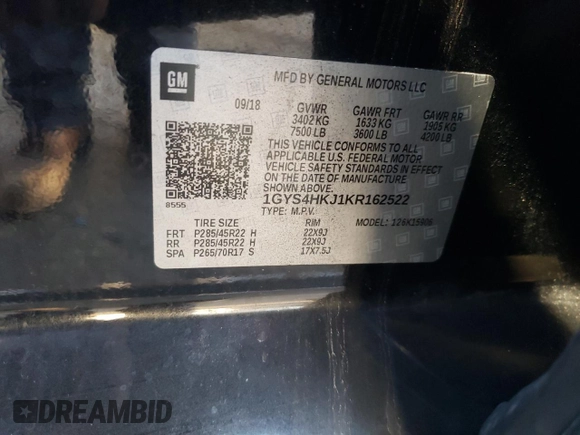 GM
MFD BY GENERAL MOTORS LLC
09/18 GVWR GAWR FRT GAWR RR
3402 KG 1633 KG 1905 KG
7500 LB 3600 LB 4200 LB
THIS VEHICLE CONFORMS TO ALL
APPLICABLE U.S. FEDERAL MOTOR
VEHICLE SAFETY STANDARDS IN EFFECT
ON THE DATE OF MANUFACTURE
SHOWN ABOVE.
8555 1GYS4HKJ1KR162522
TYPE: M.P.V. MODEL:
TIRE SIZE RIM
FRT P285/45R22 H 22X9J
RR P285/45R22 H 22X9J
SPA P265/70R17 S 17X7.5J
DREAMBID